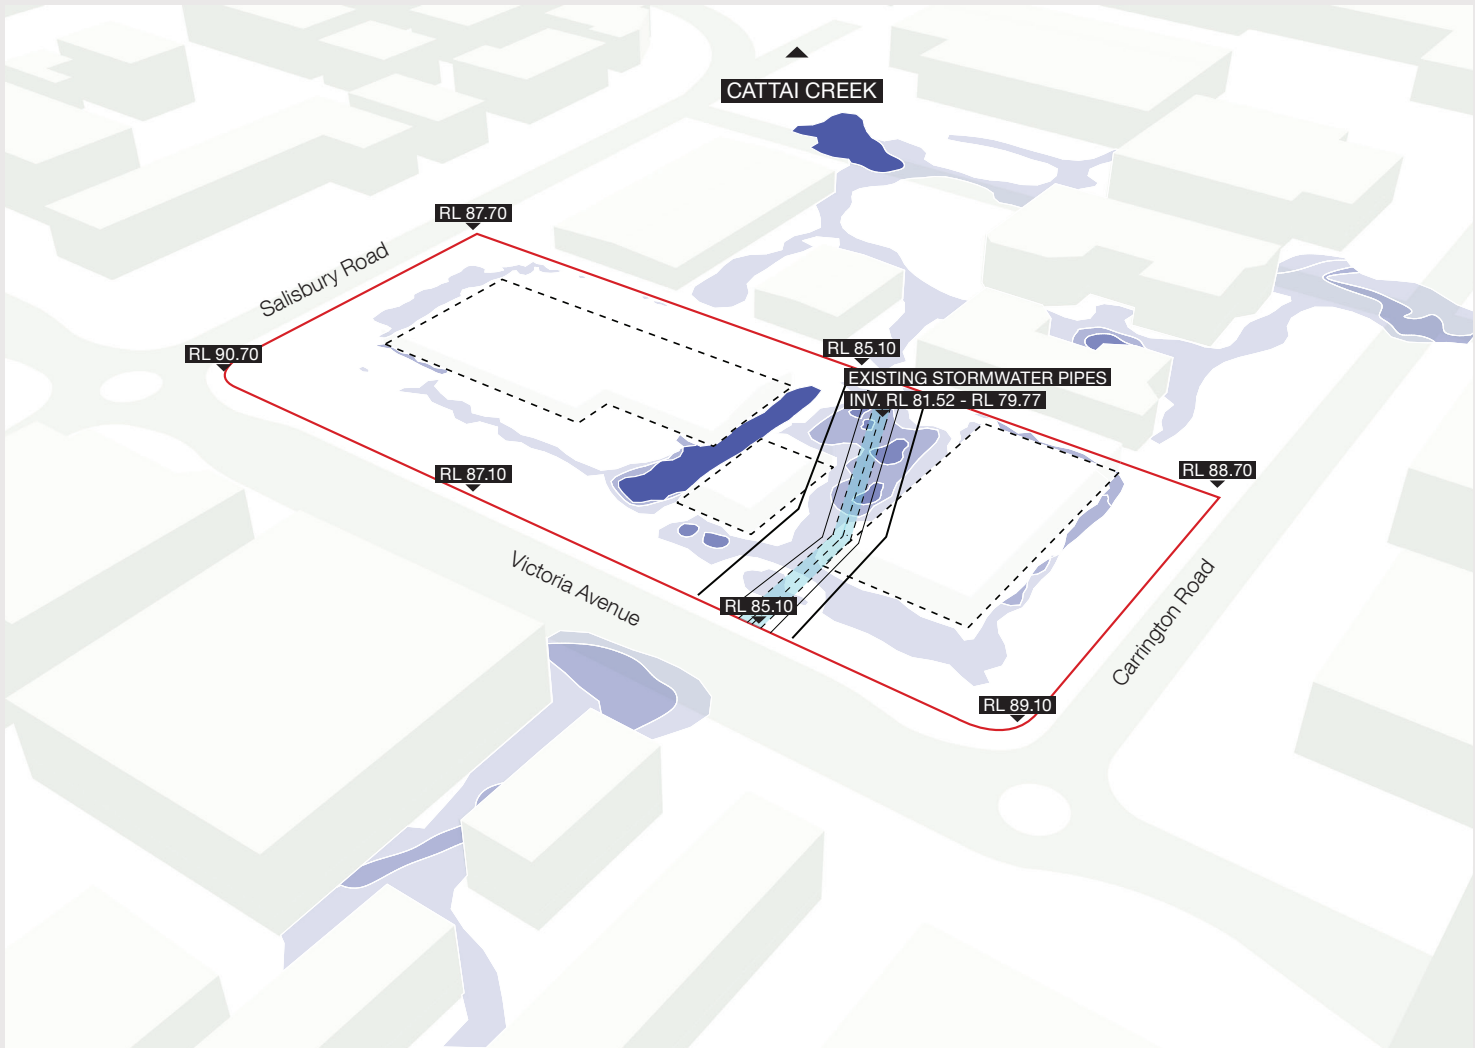 CATTAI CREEK
RL 87.70
Salisbury Road
RL 90.70
RL 85.10
EXISTING STORMWATER PIPES
INV. RL 81.52 - RL 79.77
RL 87.10
RL 88.70
Victoria Avenue
RL 85.10
Carrington Road
RL 89.10